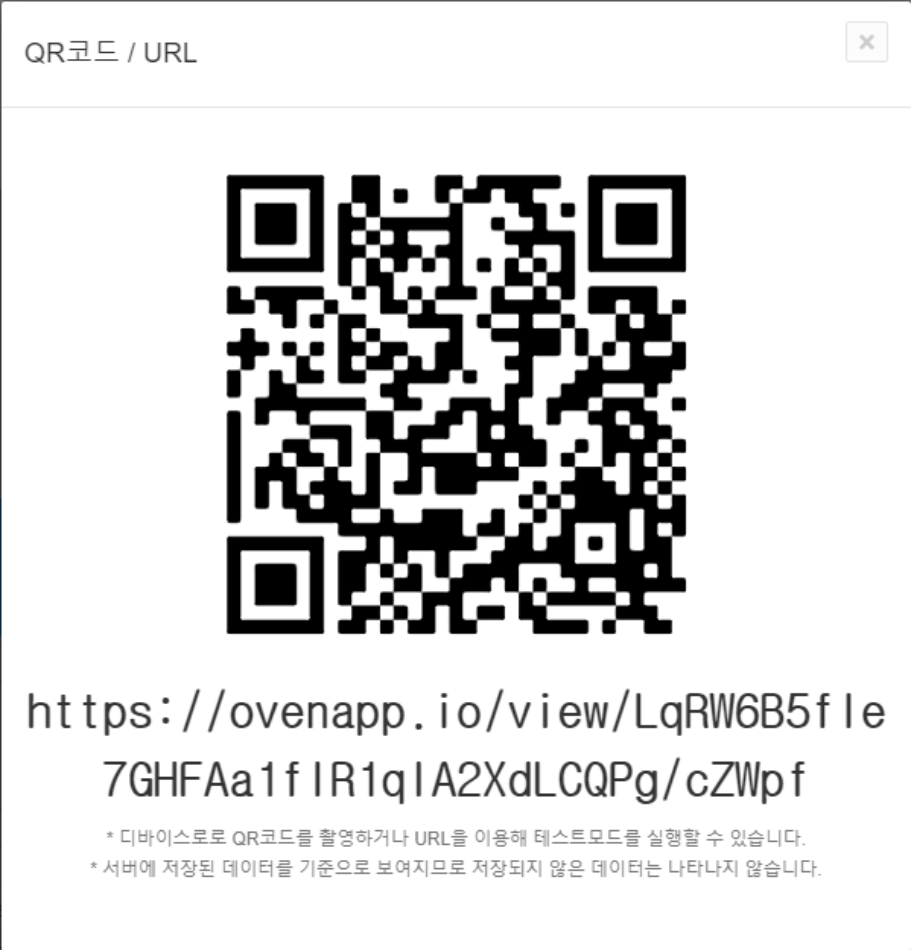 QR코드 / URL
https://ovenapp.io/view/LqRW6B5fle
7GHFAa1flR1qlA2XdLCQPg/cZWpf
* 디바이스로로 QR코드를 촬영하거나 URL을 이용해 테스트모드를 실행할 수 있습니다.
* 서버에 저장된 데이터를 기준으로 보여지므로 저장되지 않은 데이터는 나타나지 않습니다.